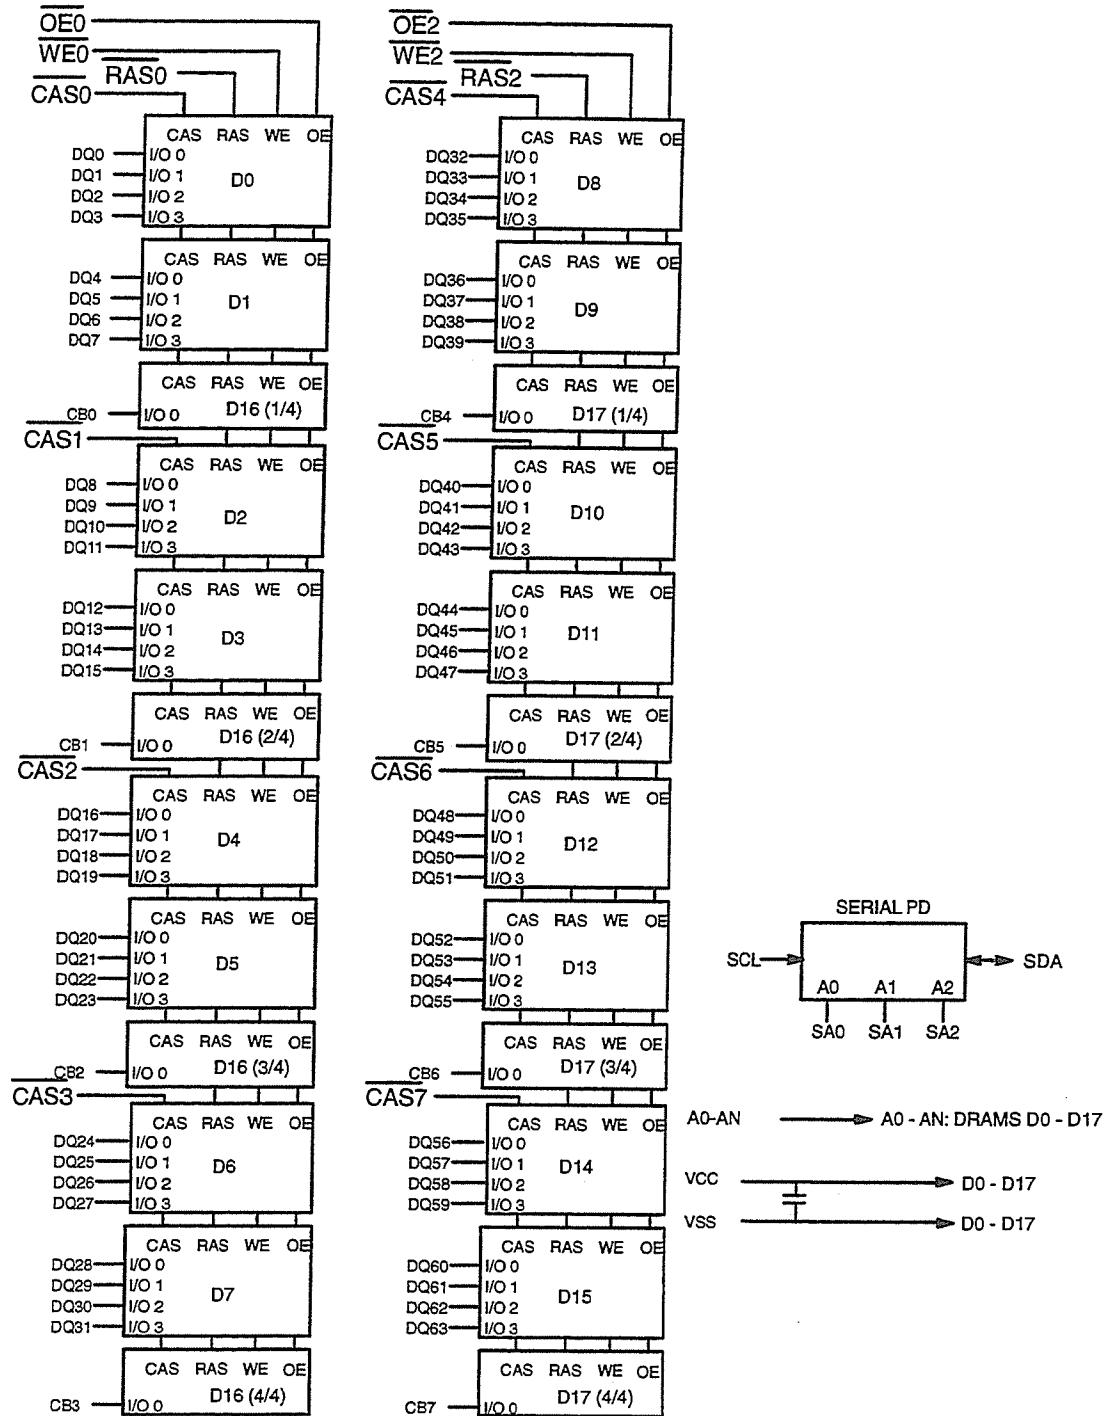 OE0
WE0
RAS0
CAS0
CAS RAS WE OE
DQ0 I/O 0
DQ1 I/O 1
D0
DQ2 I/O 2
DQ3 I/O 3
CAS RAS WE OE
DQ4 I/O 0
DQ5 I/O 1
D1
DQ6 I/O 2
DQ7 I/O 3
CAS RAS WE OE
CB0 I/O 0 D16 (1/4)
CAS1
CAS RAS WE OE
DQ8 I/O 0
DQ9 I/O 1
D2
DQ10 I/O 2
DQ11 I/O 3
CAS RAS WE OE
DQ12 I/O 0
DQ13 I/O 1
D3
DQ14 I/O 2
DQ15 I/O 3
CAS RAS WE OE
D16 (2/4)
CB1 I/O 0
CAS2
CAS RAS WE OE
DQ16 I/O 0
DQ17 I/O 1
D4
DQ18 I/O 2
DQ19 I/O 3
CAS RAS WE OE
DQ20 I/O 0
DQ21 I/O 1
D5
DQ22 I/O 2
DQ23 I/O 3
CAS RAS WE OE
D16 (3/4)
CB2 I/O 0
CAS3
CAS RAS WE OE
DQ24 I/O 0
DQ25 I/O 1
D6
DQ26 I/O 2
DQ27 I/O 3
CAS RAS WE OE
DQ28 I/O 0
DQ29 I/O 1
D7
DQ30 I/O 2
DQ31 I/O 3
CAS RAS WE OE
D16 (4/4)
CB3 I/O 0
OE2
WE2
RAS2
CAS4
CAS RAS WE OE
DQ32 I/O 0
DQ33 I/O 1
D8
DQ34 I/O 2
DQ35 I/O 3
CAS RAS WE OE
DQ36 I/O 0
DQ37 I/O 1
D9
DQ38 I/O 2
DQ39 I/O 3
CAS RAS WE OE
CB4 I/O 0 D17 (1/4)
CAS5
CAS RAS WE OE
DQ40 I/O 0
DQ41 I/O 1
D10
DQ42 I/O 2
DQ43 I/O 3
CAS RAS WE OE
DQ44 I/O 0
DQ45 I/O 1
D11
DQ46 I/O 2
DQ47 I/O 3
CAS RAS WE OE
D17 (2/4)
CB5 I/O 0
CAS6
CAS RAS WE OE
DQ48 I/O 0
DQ49 I/O 1
D12
DQ50 I/O 2
DQ51 I/O 3
CAS RAS WE OE
DQ52 I/O 0
DQ53 I/O 1
D13
DQ54 I/O 2
DQ55 I/O 3
CAS RAS WE OE
D17 (3/4)
CB6 I/O 0
CAS7
CAS RAS WE OE
DQ56 I/O 0
DQ57 I/O 1
D14
DQ58 I/O 2
DQ59 I/O 3
CAS RAS WE OE
DQ60 I/O 0
DQ61 I/O 1
D15
DQ62 I/O 2
DQ63 I/O 3
CAS RAS WE OE
D17 (4/4)
CB7 I/O 0
SERIAL PD
SCL SDA
A0 A1 A2
SA0 SA1 SA2
A0-AN A0 - AN: DRAMS D0 - D17
VCC D0 - D17
VSS D0 - D17